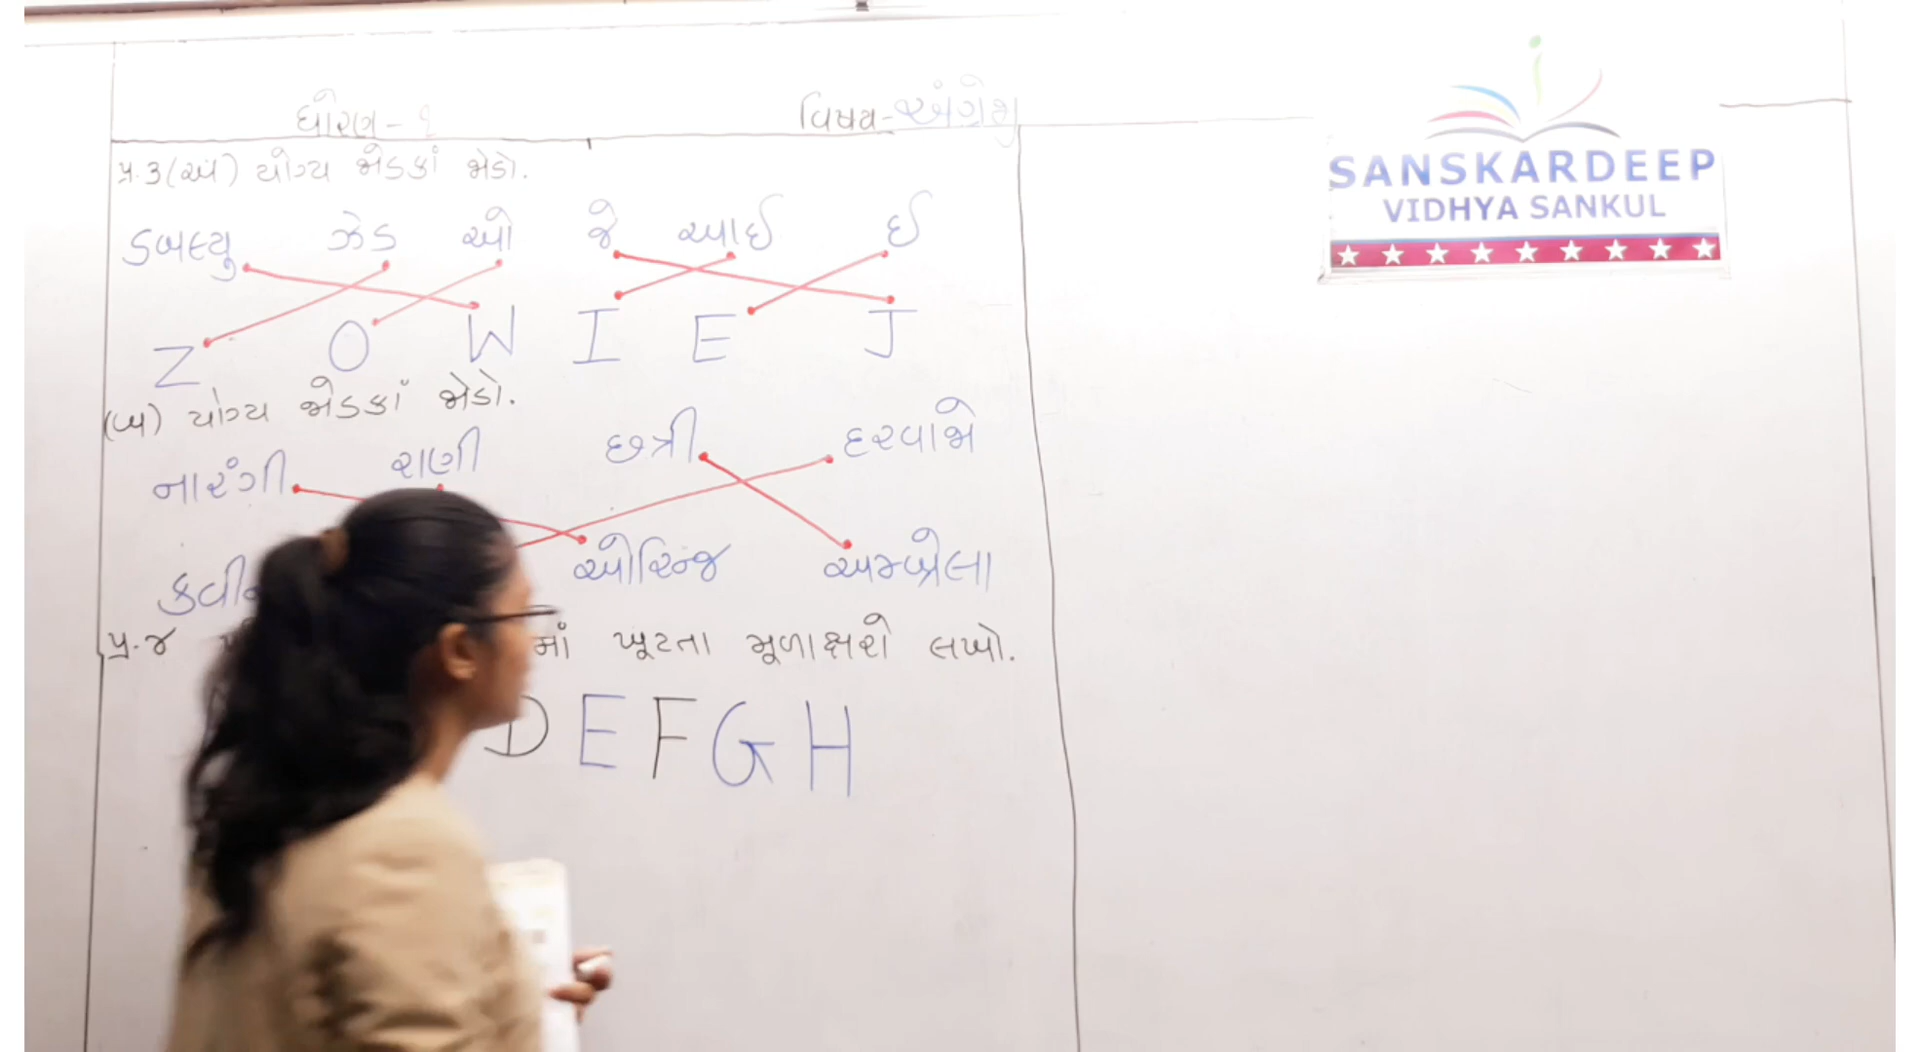 ધોરણ - ૧ વિષય - અંગ્રેજી
પ્ર.૩ (અ) યોગ્ય જોડકાં જોડો.
ડબલ્યુ ઝેડ ઓ જે આઈ ઈ
Z O W I E J
(બ) યોગ્ય જોડકાં જોડો.
નારંગી રાણી છત્રી દરવાજો
ઓરેન્જ અમ્બ્રેલા
પ્ર.૪ માં ખૂટતા મૂળાક્ષરો લખો.
D E F G H
SANSKARDEEP
VIDHYA SANKUL